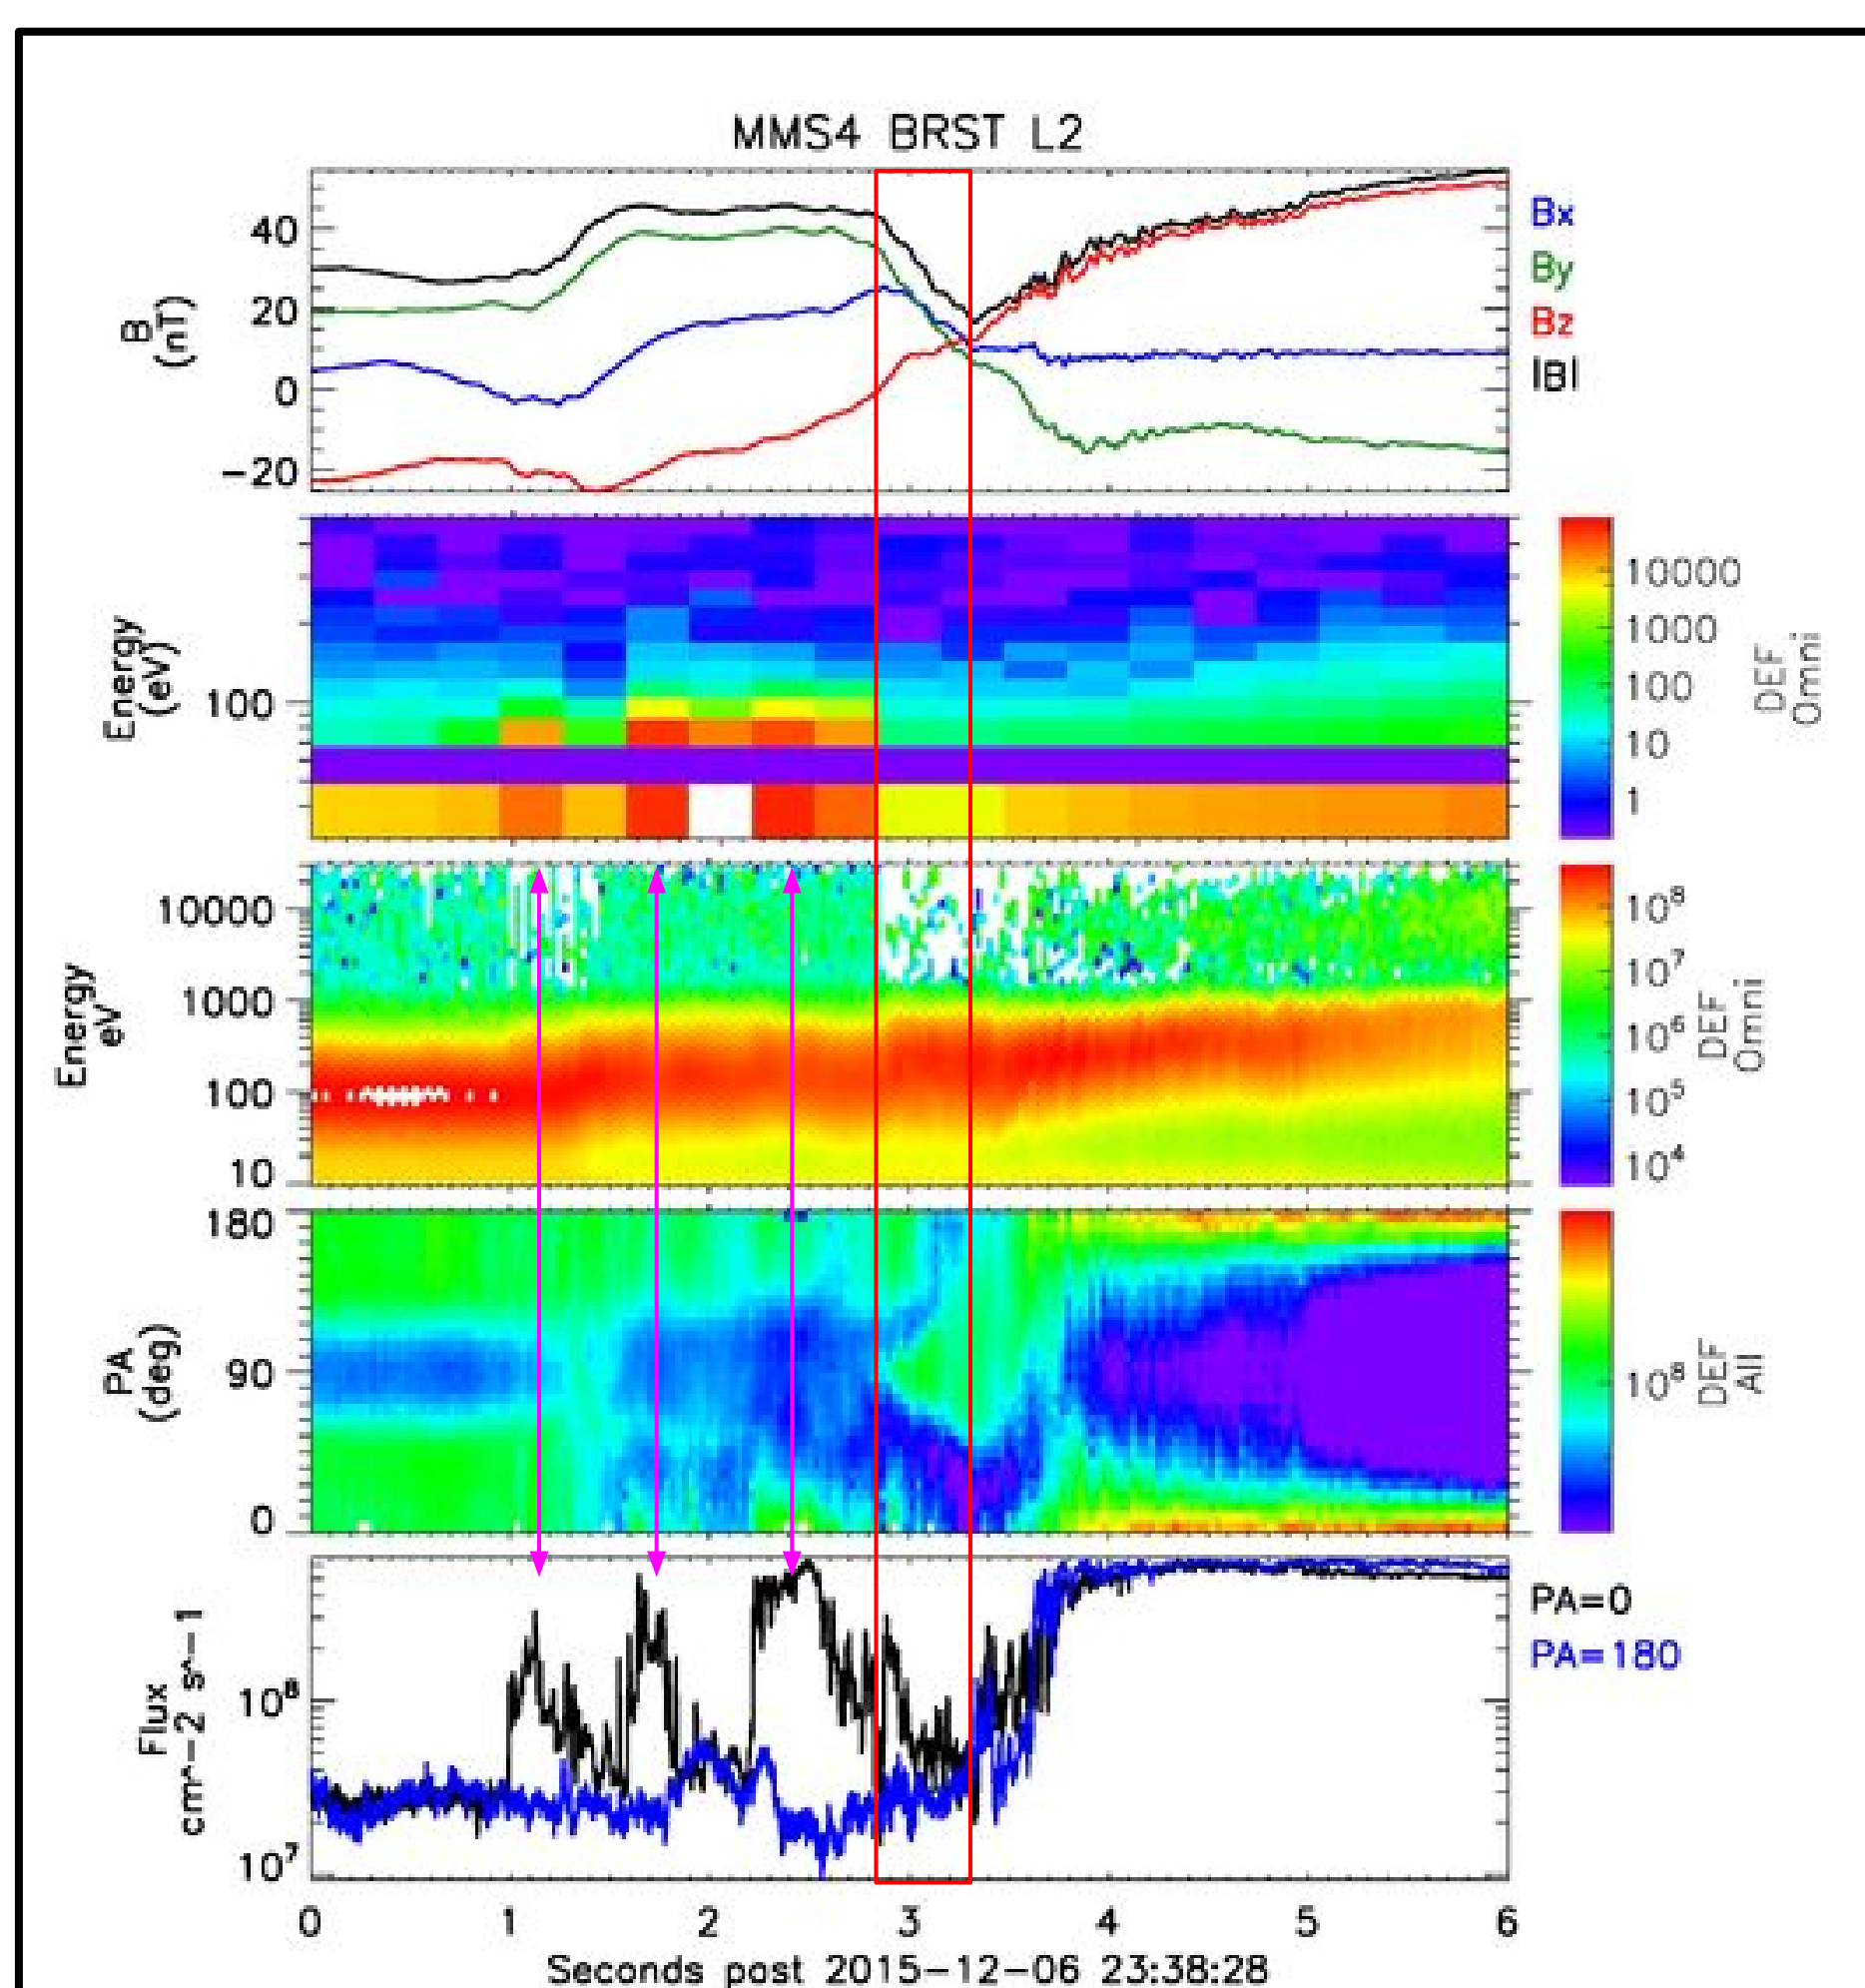 MMS4 BRST L2
B
(nT)
40
20
0
−20
Bx
By
Bz
|B|
Energy
(eV)
100
10000
1000
100
10
1
DEF
Omni
Energy
eV
10000
1000
100
10
10⁸
10⁷
10⁶
10⁵
10⁴
DEF
Omni
PA
(deg)
180
90
0
10⁸
DEF
All
Flux
cm^−2 s^−1
10⁸
10⁷
PA=0
PA=180
0 1 2 3 4 5 6
Seconds past 2015−12−06 23:38:28